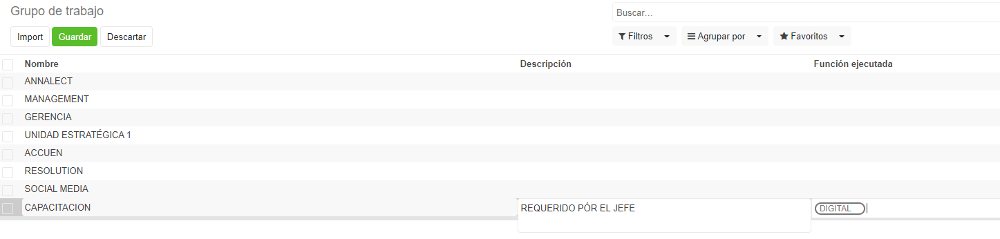 Grupo de trabajo
Buscar...
Import Guardar Descartar
Filtros Agrupar por Favoritos
Nombre Descripción Función ejecutada
ANNALECT
MANAGEMENT
GERENCIA
UNIDAD ESTRATÉGICA 1
ACCUEN
RESOLUTION
SOCIAL MEDIA
CAPACITACION REQUERIDO PÓR EL JEFE DIGITAL